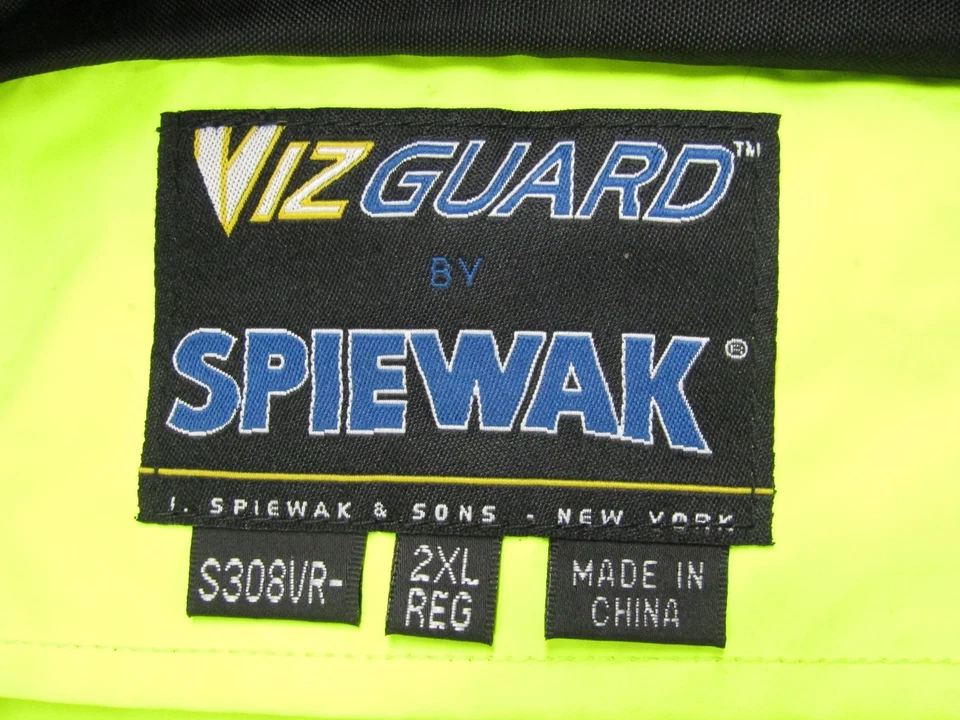 VIZGUARD™
BY
SPIEWAK®
I. SPIEWAK & SONS - NEW YORK
S308VR-
2XL
REG
MADE IN
CHINA